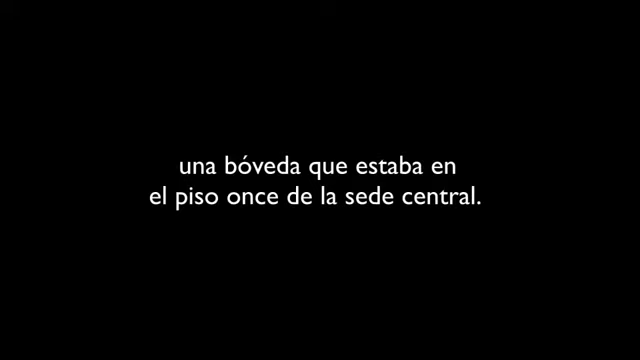 una bóveda que estaba en
el piso once de la sede central.